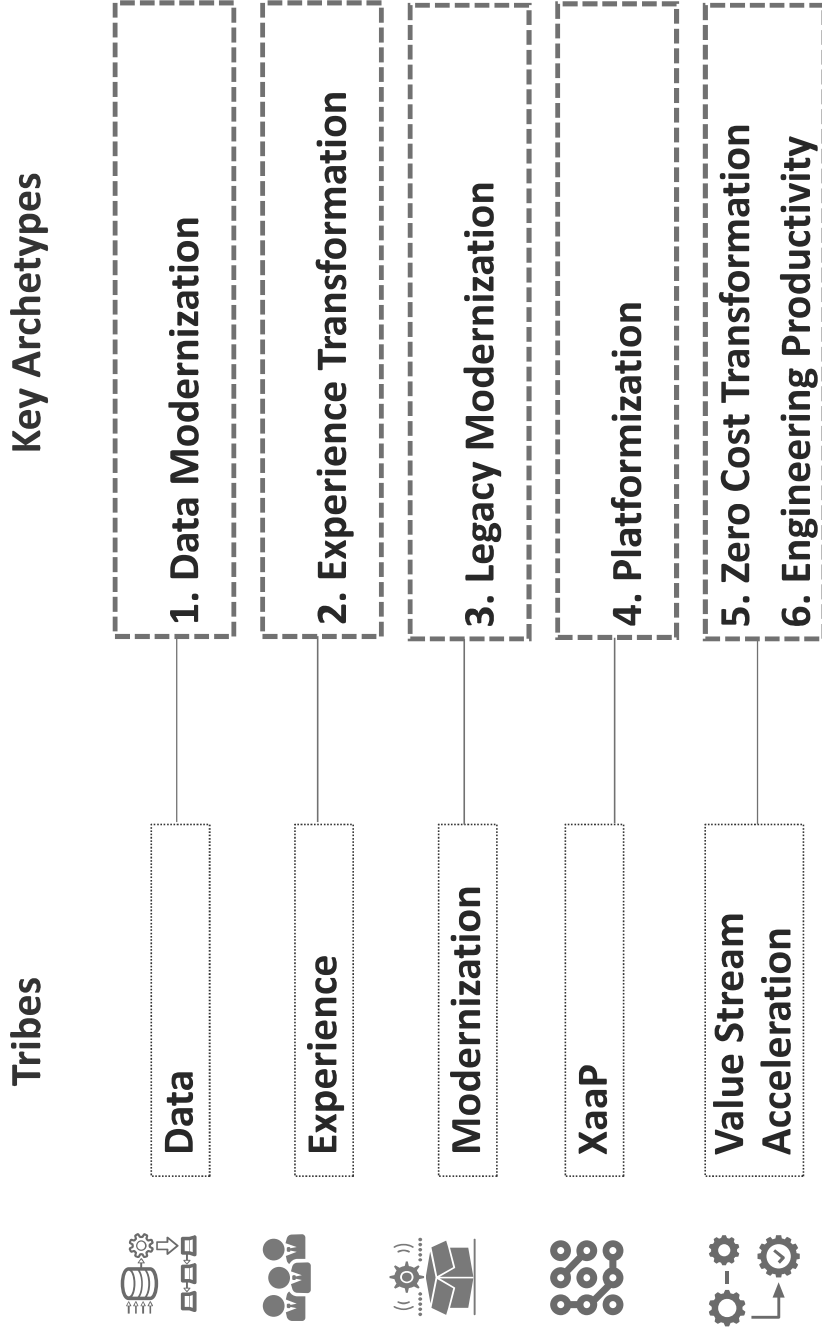 Tribes
Key Archetypes
Data
1. Data Modernization
Experience
2. Experience Transformation
Modernization
3. Legacy Modernization
XaaP
4. Platformization
Value Stream
Acceleration
5. Zero Cost Transformation
6. Engineering Productivity